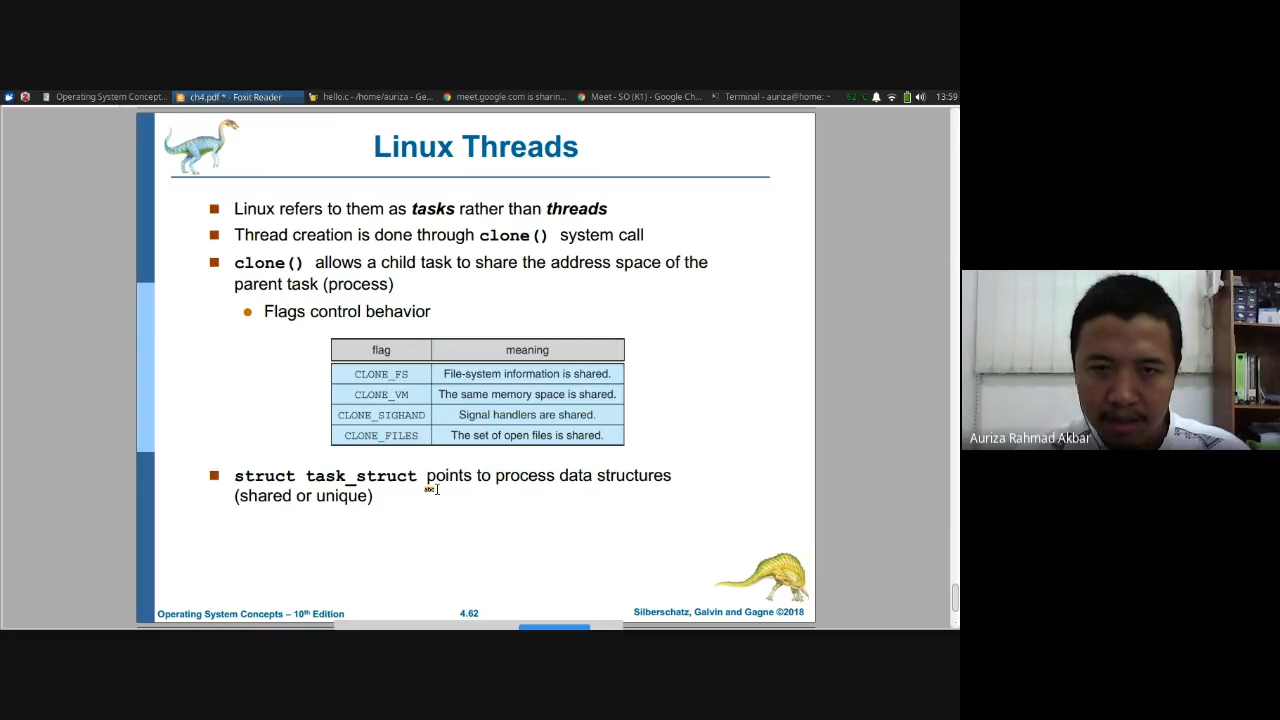 Operating System Concept...
ch4.pdf * - Foxit Reader
hello.c - /home/auriza - Ge...
meet.google.com is sharin...
Meet - SO (K1) - Google Ch...
Terminal - auriza@home: ~
62°C
13:59
Linux Threads
Linux refers to them as tasks rather than threads
Thread creation is done through clone() system call
clone() allows a child task to share the address space of the
parent task (process)
Flags control behavior
flag meaning
CLONE_FS File-system information is shared.
CLONE_VM The same memory space is shared.
CLONE_SIGHAND Signal handlers are shared.
CLONE_FILES The set of open files is shared.
struct task_struct points to process data structures
(shared or unique)
abc
Operating System Concepts – 10th Edition
4.62
Silberschatz, Galvin and Gagne ©2018
Auriza Rahmad Akbar